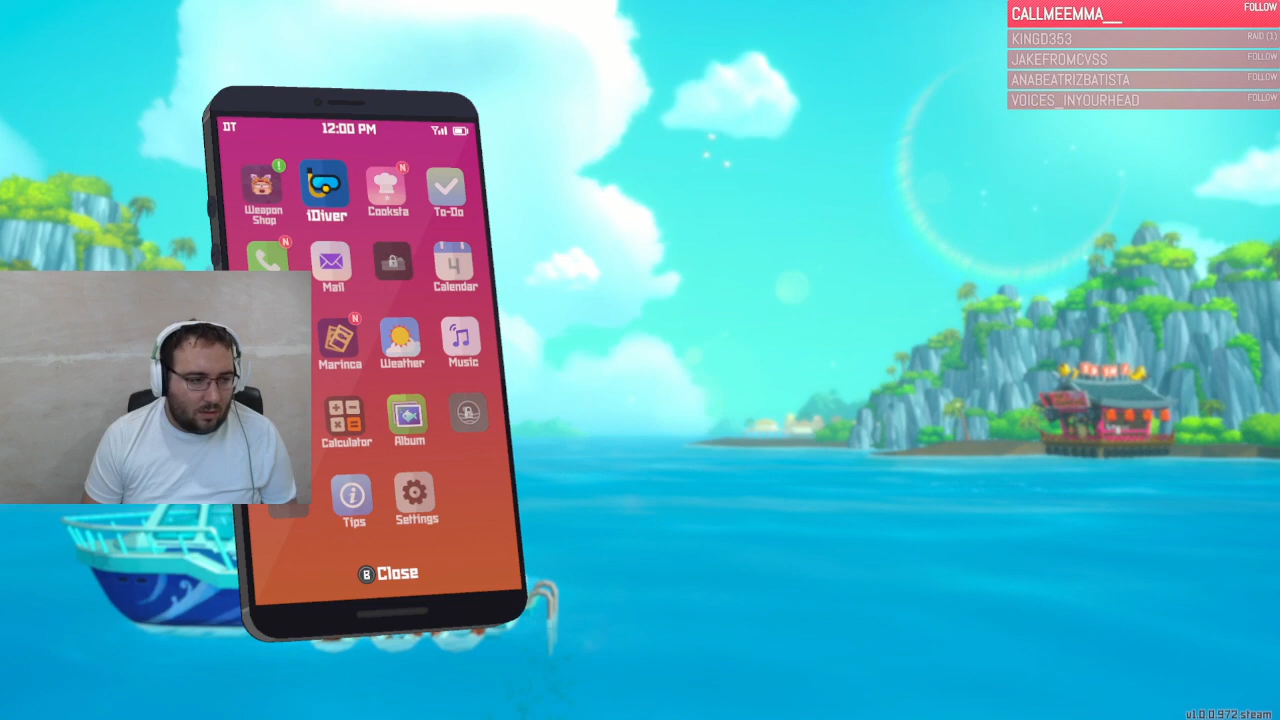 CALLMEEMMA__ FOLLOW
KINGD353 RAID (1)
JAKEFROMCVSS FOLLOW
ANABEATRIZBATISTA FOLLOW
VOICES_INYOURHEAD FOLLOW
DT 12:00 PM
Weapon Shop
iDiver
Cooksta
To-Do
Mail
4
Calendar
Marinca
Weather
Music
Calculator
Album
Tips
Settings
B Close
v1.0.0.972.steam